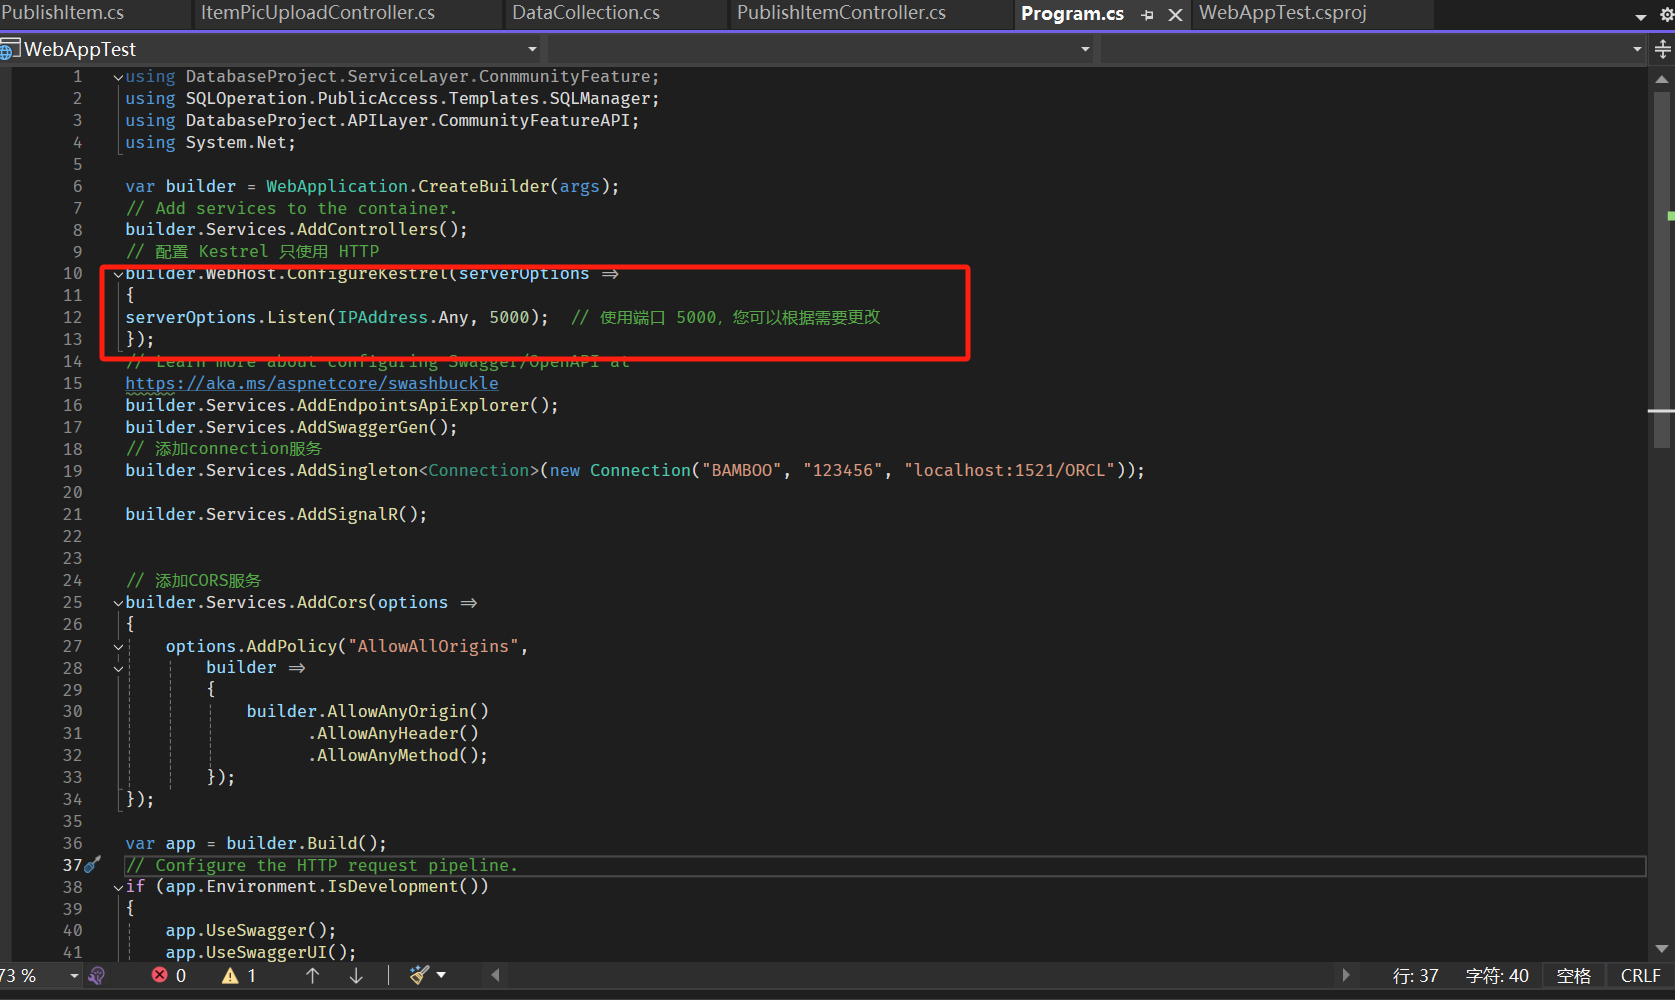 PublishItem.cs ItemPicUploadController.cs DataCollection.cs PublishItemController.cs Program.cs WebAppTest.csproj
WebAppTest
1 using DatabaseProject.ServiceLayer.ConmmunityFeature;
2 using SQLOperation.PublicAccess.Templates.SQLManager;
3 using DatabaseProject.APILayer.CommunityFeatureAPI;
4 using System.Net;
5
6 var builder = WebApplication.CreateBuilder(args);
7 // Add services to the container.
8 builder.Services.AddControllers();
9 // 配置 Kestrel 只使用 HTTP
10 builder.WebHost.ConfigureKestrel(serverOptions =>
11 {
12 serverOptions.Listen(IPAddress.Any, 5000); // 使用端口 5000，您可以根据需要更改
13 });
14 // Learn more about configuring Swagger/OpenAPI at
15 https://aka.ms/aspnetcore/swashbuckle
16 builder.Services.AddEndpointsApiExplorer();
17 builder.Services.AddSwaggerGen();
18 // 添加connection服务
19 builder.Services.AddSingleton<Connection>(new Connection("BAMBOO", "123456", "localhost:1521/ORCL"));
20
21 builder.Services.AddSignalR();
22
23
24 // 添加CORS服务
25 builder.Services.AddCors(options =>
26 {
27 options.AddPolicy("AllowAllOrigins",
28 builder =>
29 {
30 builder.AllowAnyOrigin()
31 .AllowAnyHeader()
32 .AllowAnyMethod();
33 });
34 });
35
36 var app = builder.Build();
37 // Configure the HTTP request pipeline.
38 if (app.Environment.IsDevelopment())
39 {
40 app.UseSwagger();
41 app.UseSwaggerUI();
73 % 0 1 行: 37 字符: 40 空格 CRLF